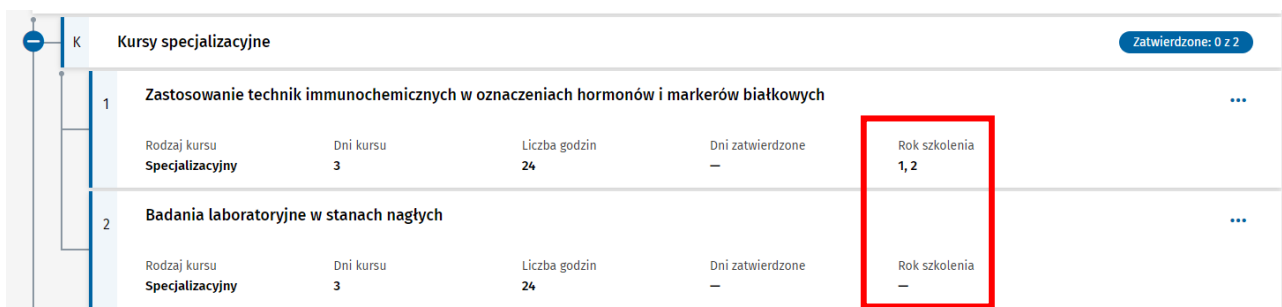 K Kursy specjalizacyjne Zatwierdzone: 0 z 2
1 Zastosowanie technik immunochemicznych w oznaczeniach hormonów i markerów białkowych ...
Rodzaj kursu Dni kursu Liczba godzin Dni zatwierdzone Rok szkolenia
Specjalizacyjny 3 24 — 1, 2
2 Badania laboratoryjne w stanach nagłych ...
Rodzaj kursu Dni kursu Liczba godzin Dni zatwierdzone Rok szkolenia
Specjalizacyjny 3 24 — —